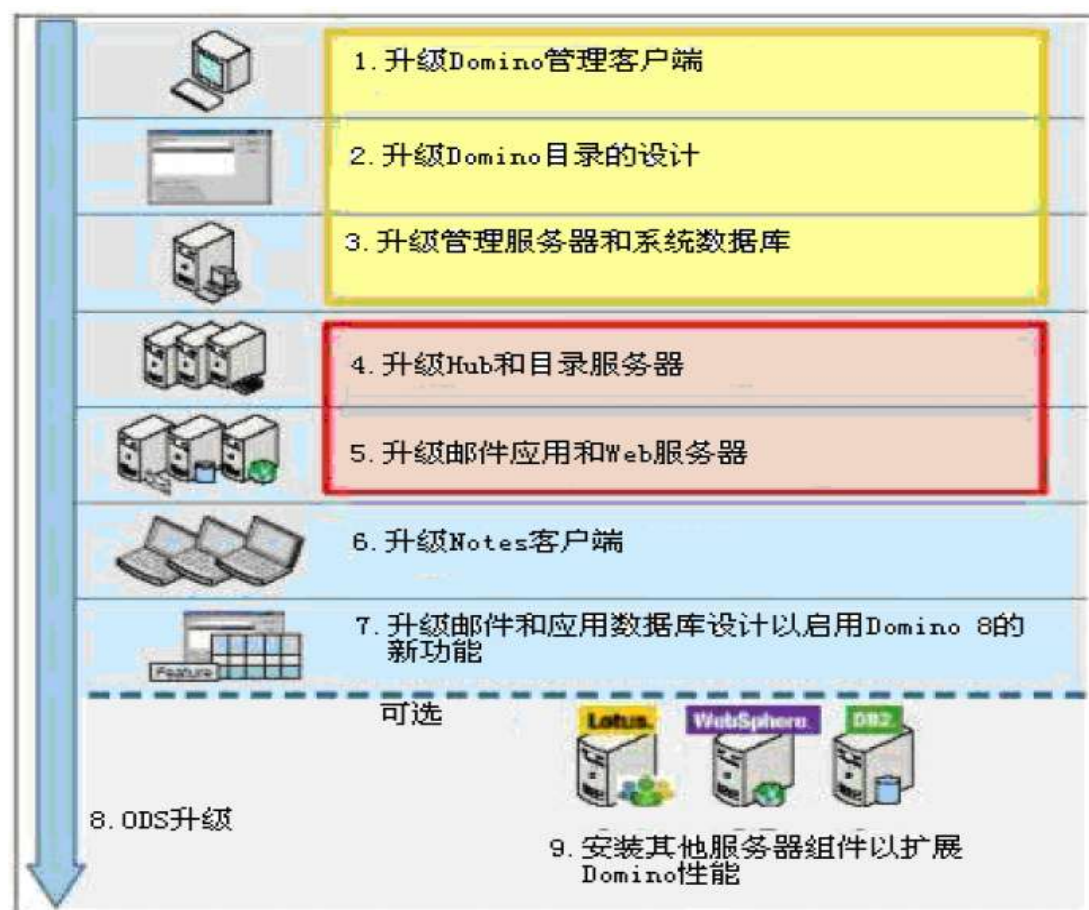 1.升级Domino管理客户端
2.升级Domino目录的设计
3.升级管理服务器和系统数据库
4.升级Hub和目录服务器
5.升级邮件应用和Web服务器
6.升级Notes客户端
7.升级邮件和应用数据库设计以启用Domino 8的
新功能
Feature
可选
Lotus.
WebSphere.
DB2.
8.ODS升级
9.安装其他服务器组件以扩展
Domino性能